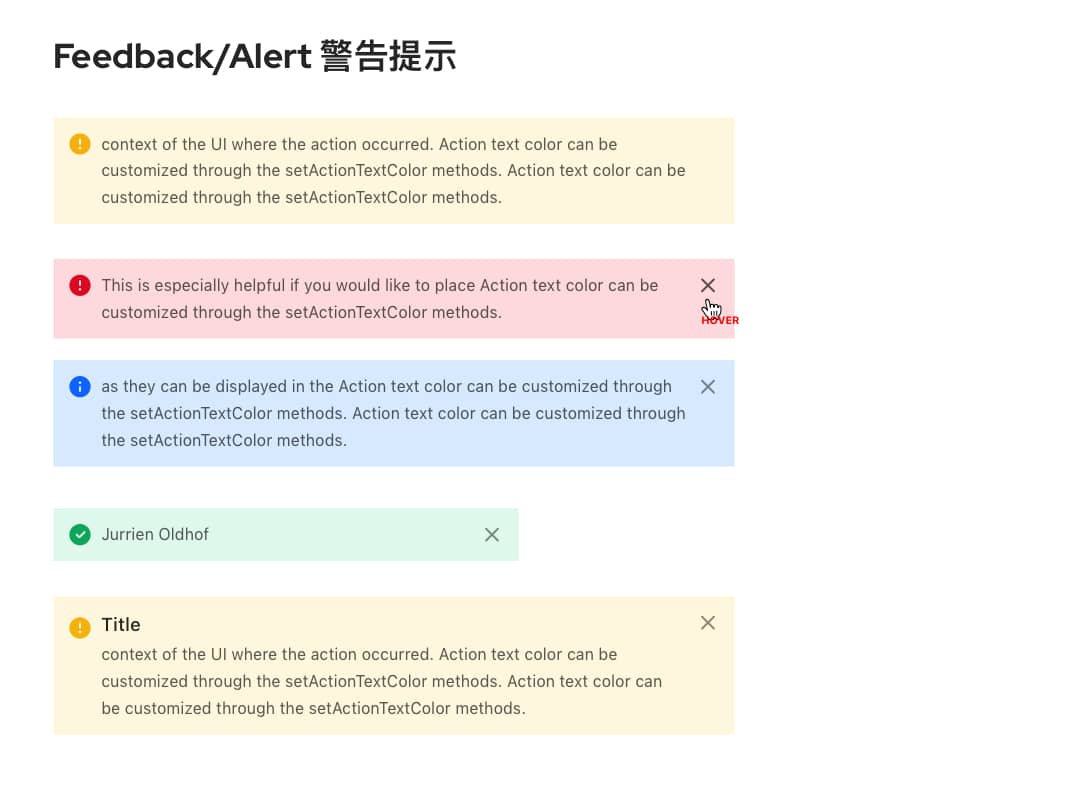 Feedback/Alert 警告提示
context of the UI where the action occurred. Action text color can be
customized through the setActionTextColor methods. Action text color can be
customized through the setActionTextColor methods.
This is especially helpful if you would like to place Action text color can be
customized through the setActionTextColor methods.
HOVER
as they can be displayed in the Action text color can be customized through
the setActionTextColor methods. Action text color can be customized through
the setActionTextColor methods.
Jurrien Oldhof
Title
context of the UI where the action occurred. Action text color can be
customized through the setActionTextColor methods. Action text color can
be customized through the setActionTextColor methods.